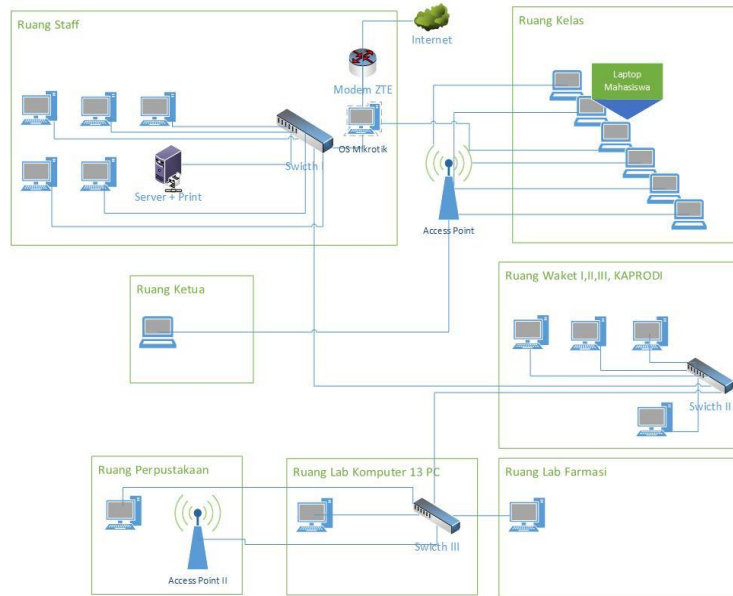 Ruang Staff
Internet
Modem ZTE
OS Mikrotik
Swicth I
Server + Print
Ruang Kelas
Laptop
Mahasiswa
Access Point
Ruang Ketua
Ruang Waket I,II,III, KAPRODI
Swicth II
Ruang Perpustakaan
Access Point II
Ruang Lab Komputer 13 PC
Swicth III
Ruang Lab Farmasi